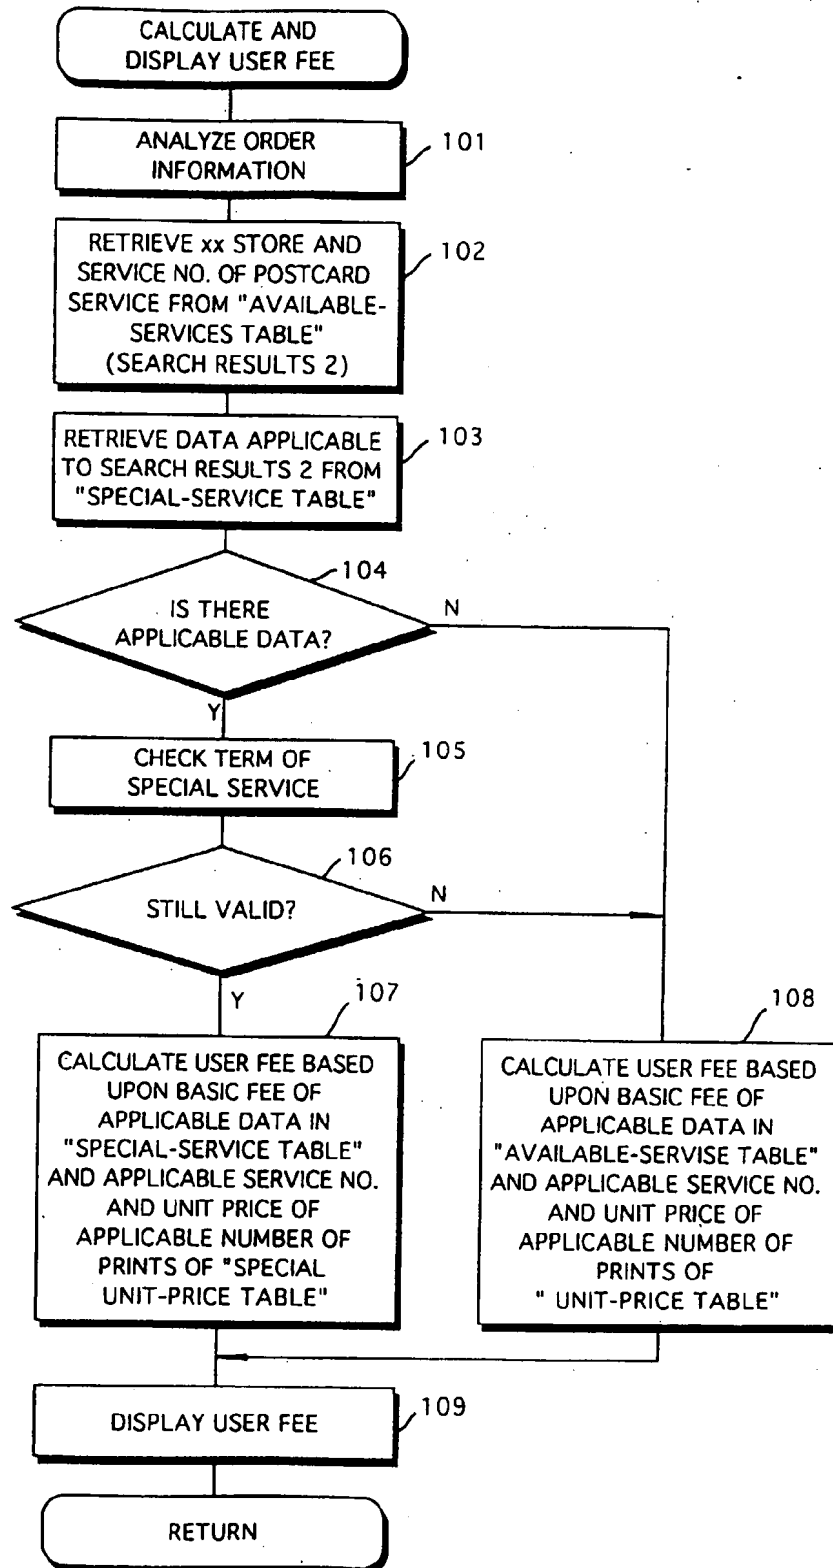 CALCULATE AND
DISPLAY USER FEE
ANALYZE ORDER
INFORMATION
101
RETRIEVE xx STORE AND
SERVICE NO. OF POSTCARD
SERVICE FROM "AVAILABLE-
SERVICES TABLE"
(SEARCH RESULTS 2)
102
RETRIEVE DATA APPLICABLE
TO SEARCH RESULTS 2 FROM
"SPECIAL-SERVICE TABLE"
103
104
IS THERE
APPLICABLE DATA?
N
Y
CHECK TERM OF
SPECIAL SERVICE
105
106
STILL VALID?
N
Y
107
CALCULATE USER FEE BASED
UPON BASIC FEE OF
APPLICABLE DATA IN
"SPECIAL-SERVICE TABLE"
AND APPLICABLE SERVICE NO.
AND UNIT PRICE OF
APPLICABLE NUMBER OF
PRINTS OF "SPECIAL
UNIT-PRICE TABLE"
108
CALCULATE USER FEE BASED
UPON BASIC FEE OF
APPLICABLE DATA IN
"AVAILABLE-SERVISE TABLE"
AND APPLICABLE SERVICE NO.
AND UNIT PRICE OF
APPLICABLE NUMBER OF
PRINTS OF
" UNIT-PRICE TABLE"
DISPLAY USER FEE
109
RETURN